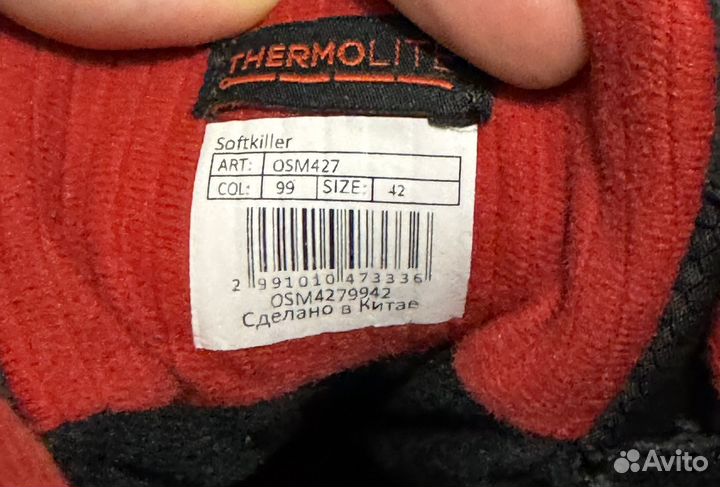 THERMOLITE
Softkiller
ART: OSM427
COL: 99 SIZE: 42
2 991010 473336
OSM4279942
Сделано в Китае
Avito